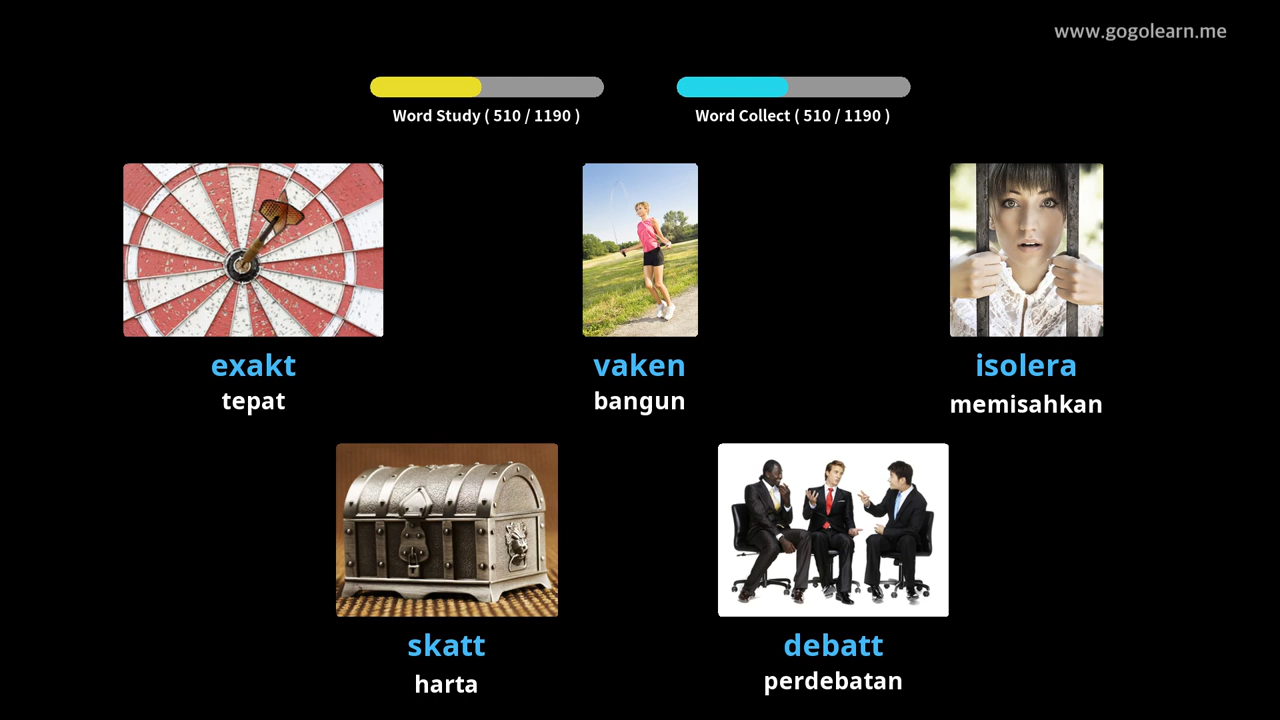 www.gogolearn.me
Word Study ( 510 / 1190 )
Word Collect ( 510 / 1190 )
exakt
tepat
vaken
bangun
isolera
memisahkan
skatt
harta
debatt
perdebatan